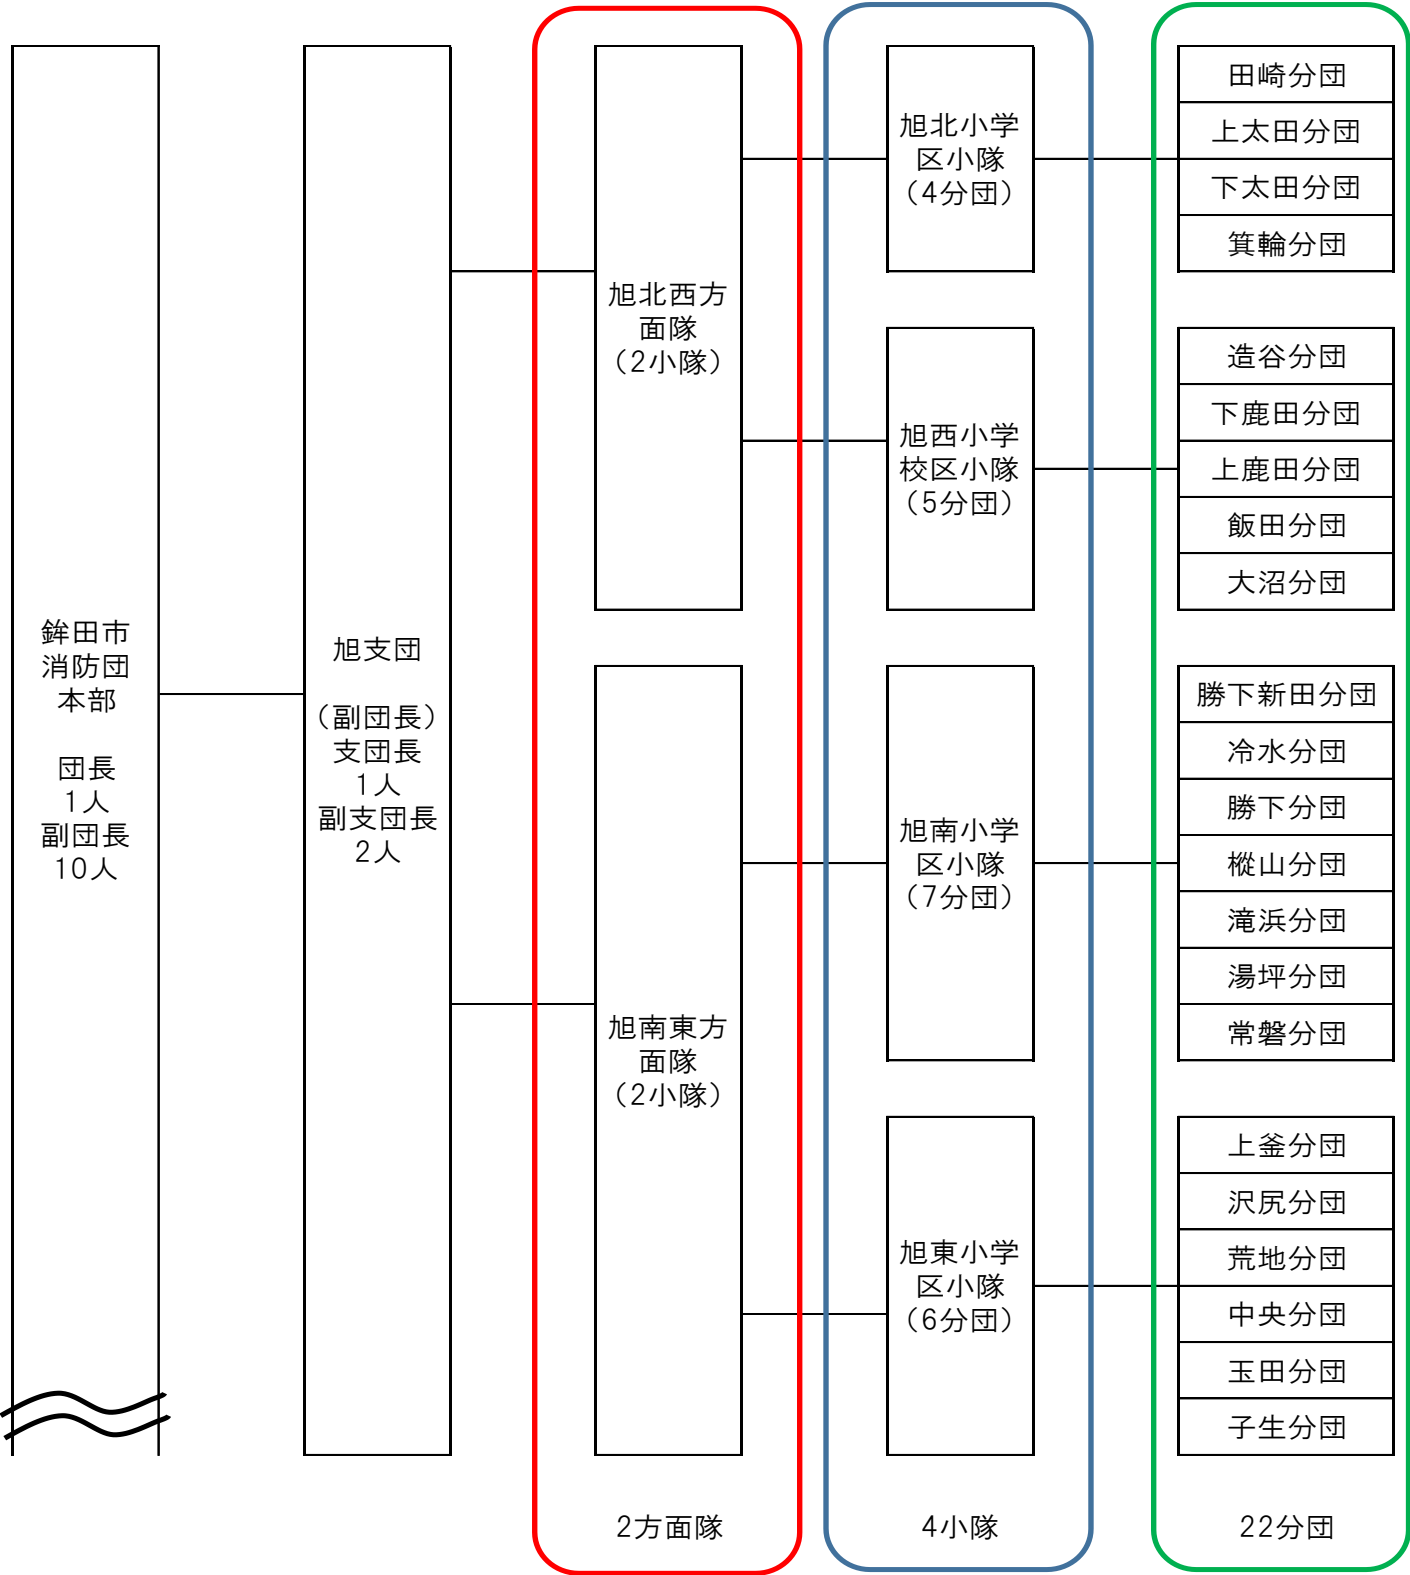 鉾田市
消防団
本部
団長
1人
副団長
10人
旭支団
（副団長）
支団長
1人
副支団長
2人
旭北西方
面隊
（2小隊）
旭南東方
面隊
（2小隊）
2方面隊
旭北小学
区小隊
（4分団）
旭西小学
校区小隊
（5分団）
旭南小学
区小隊
（7分団）
旭東小学
区小隊
（6分団）
4小隊
田崎分団
上太田分団
下太田分団
箕輪分団
造谷分団
下鹿田分団
上鹿田分団
飯田分団
大沼分団
勝下新田分団
冷水分団
勝下分団
樅山分団
滝浜分団
湯坪分団
常磐分団
上釜分団
沢尻分団
荒地分団
中央分団
玉田分団
子生分団
22分団